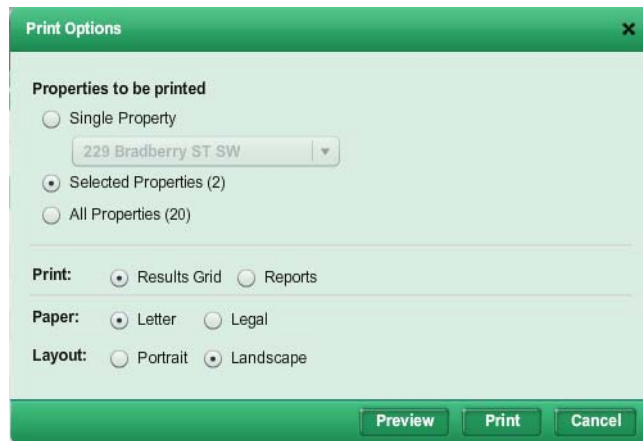 Print Options
Properties to be printed
Single Property
229 Bradberry ST SW
Selected Properties (2)
All Properties (20)
Print: Results Grid Reports
Paper: Letter Legal
Layout: Portrait Landscape
Preview Print Cancel